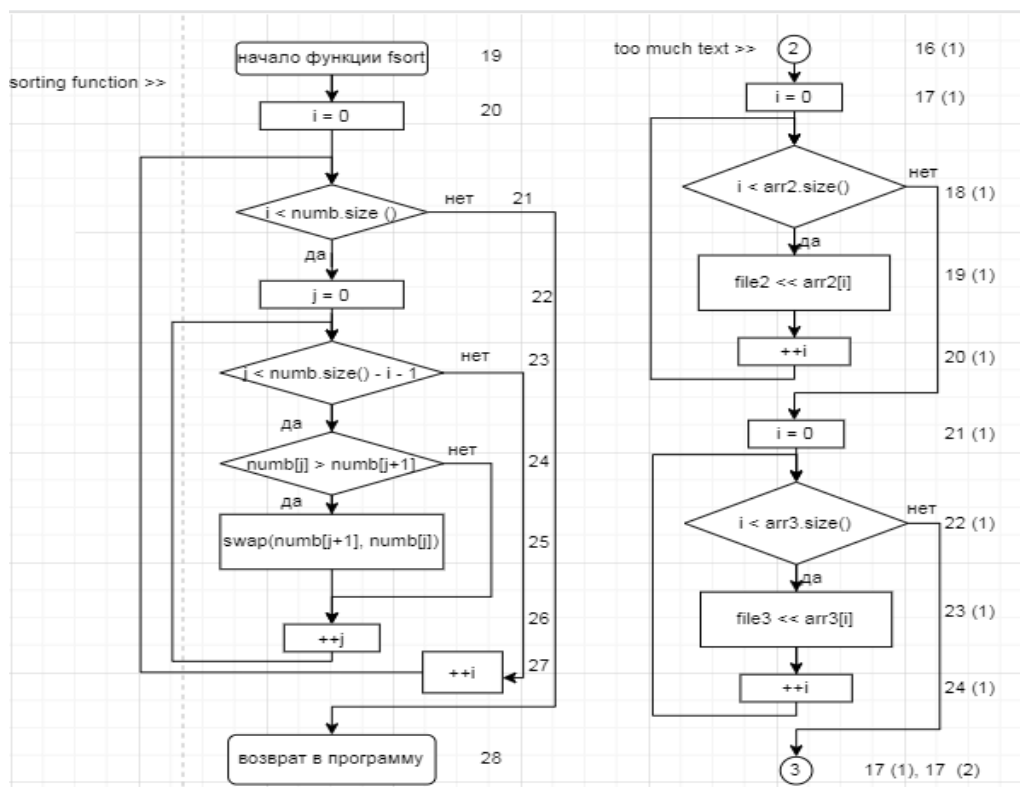 sorting function >>
начало функции fsort
19
i = 0
20
i < numb.size ()
нет
21
да
j = 0
22
j < numb.size() - i - 1
нет
23
да
numb[j] > numb[j+1]
нет
24
да
swap(numb[j+1], numb[j])
25
++j
26
++i
27
возврат в программу
28
too much text >>
2
16 (1)
i = 0
17 (1)
i < arr2.size()
нет
18 (1)
да
file2 << arr2[i]
19 (1)
++i
20 (1)
i = 0
21 (1)
i < arr3.size()
нет
22 (1)
да
file3 << arr3[i]
23 (1)
++i
24 (1)
3
17 (1), 17 (2)